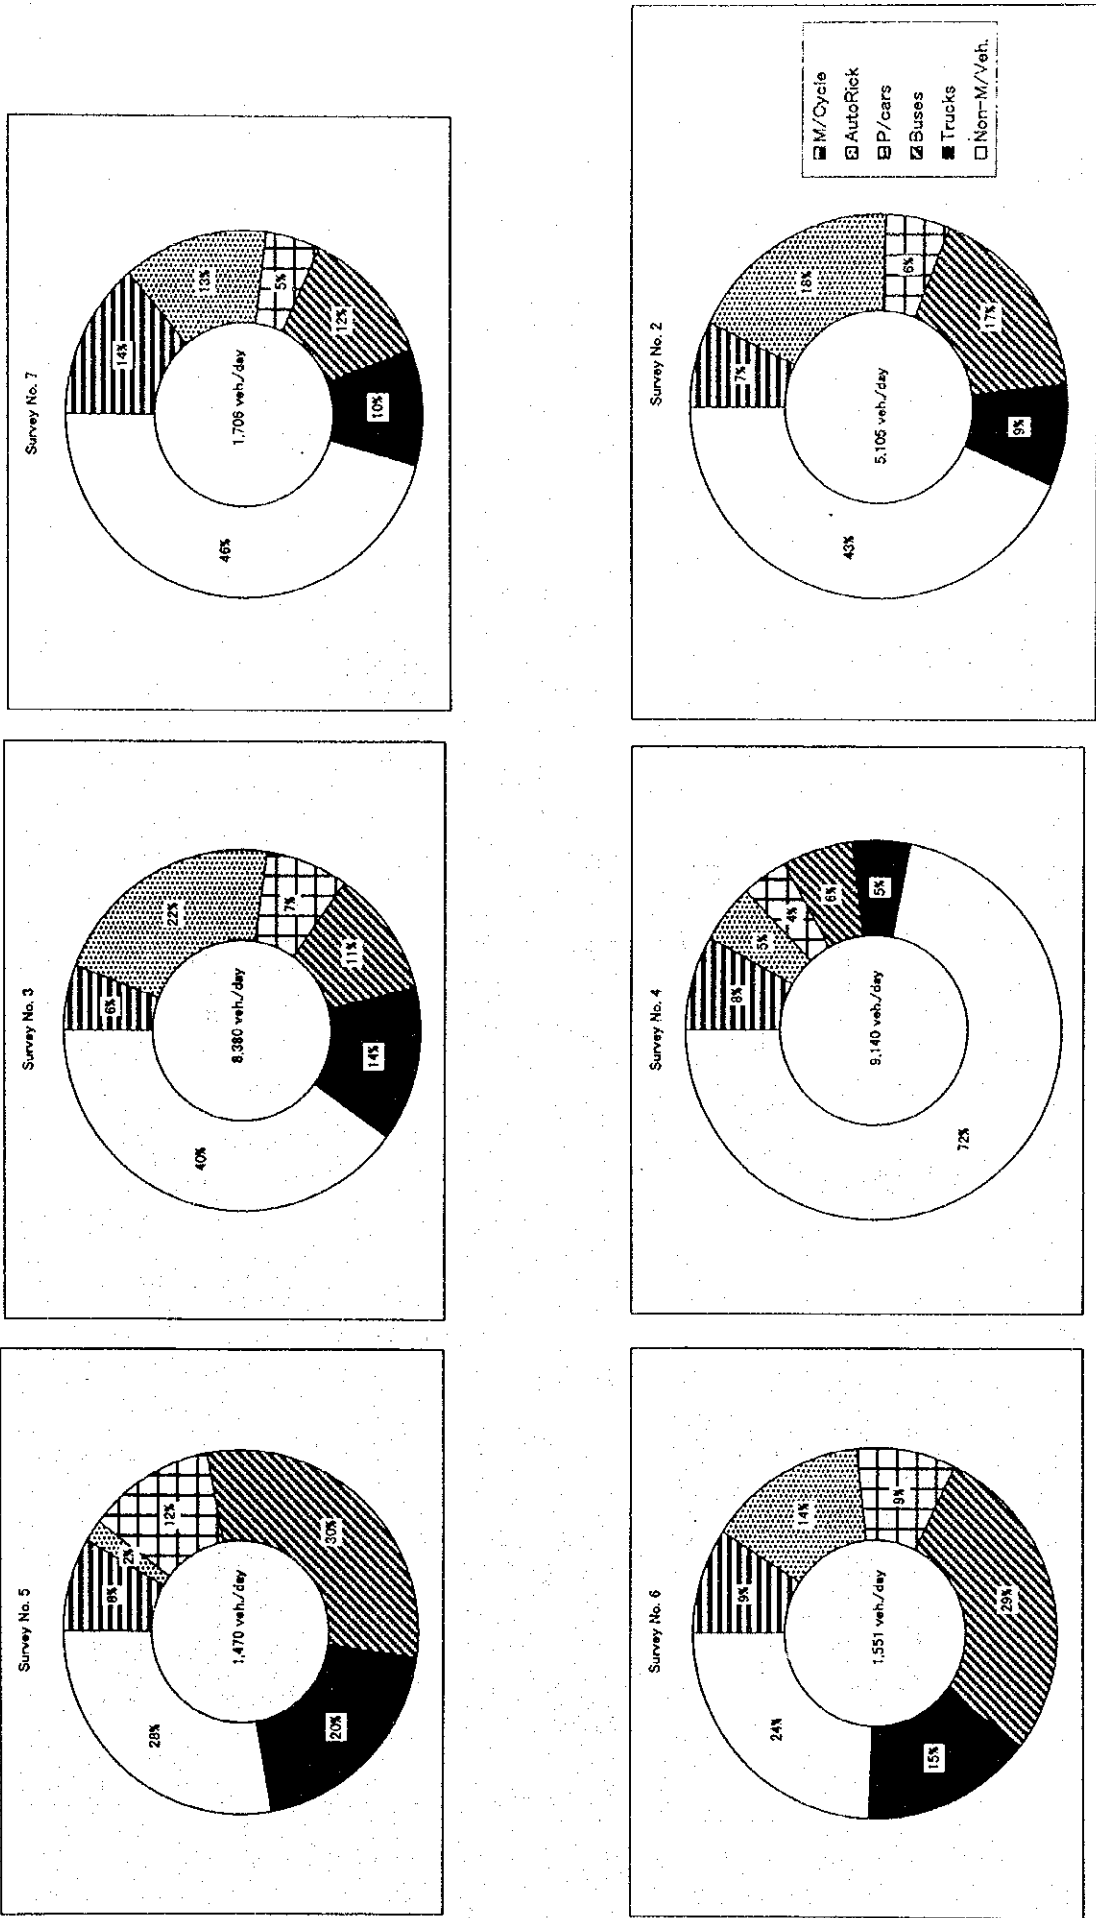 Survey No. 5
8%
2%
12%
30%
20%
28%
1,470 veh./day
Survey No. 3
6%
22%
7%
11%
14%
40%
8,380 veh./day
Survey No. 7
14%
13%
5%
12%
10%
46%
1,706 veh./day
Survey No. 6
9%
14%
9%
29%
15%
24%
1,551 veh./day
Survey No. 4
8%
5%
4%
6%
5%
72%
9,140 veh./day
Survey No. 2
7%
18%
6%
17%
9%
43%
5,105 veh./day
M/Cycle
AutoRick
P/cars
Buses
Trucks
Non-M/Veh.